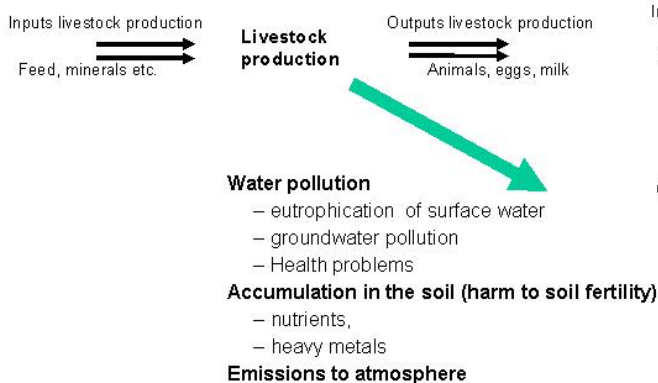 Inputs livestock production
Feed, minerals etc.
Livestock
production
Outputs livestock production
Animals, eggs, milk
Water pollution
– eutrophication of surface water
– groundwater pollution
– Health problems
Accumulation in the soil (harm to soil fertility)
– nutrients,
– heavy metals
Emissions to atmosphere